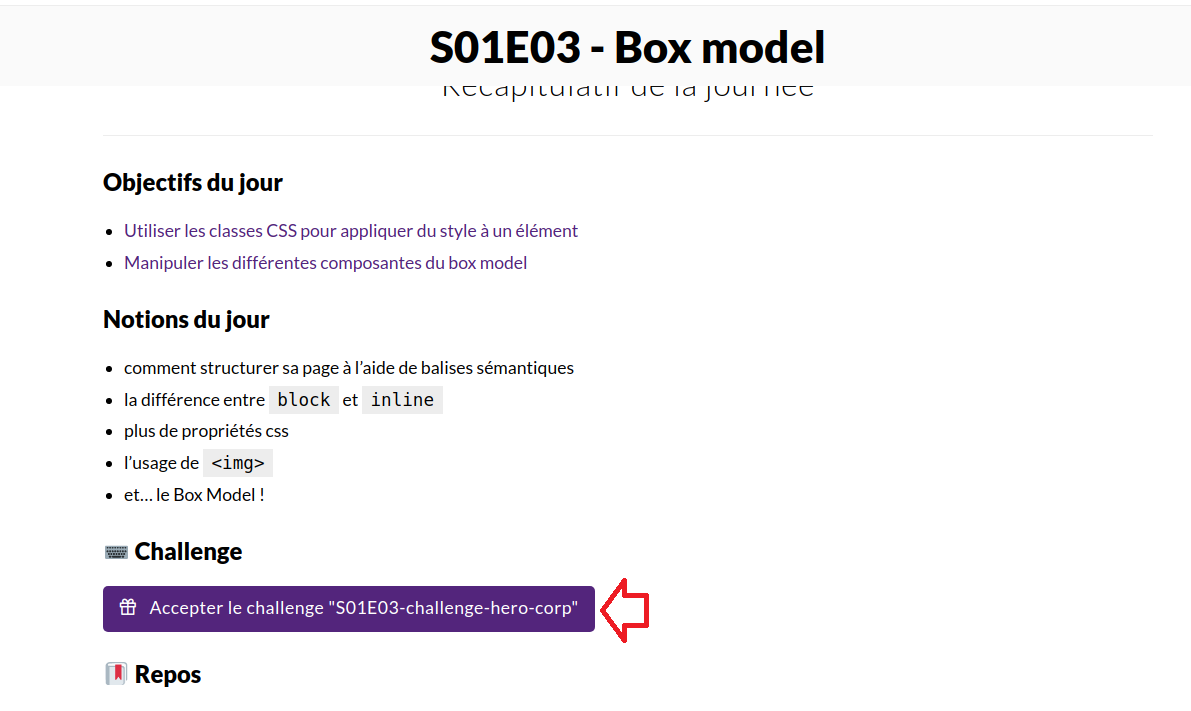 S01E03 - Box model
Récapitulatif de la journée
Objectifs du jour
Utiliser les classes CSS pour appliquer du style à un élément
Manipuler les différentes composantes du box model
Notions du jour
comment structurer sa page à l’aide de balises sémantiques
la différence entre block et inline
plus de propriétés css
l’usage de <img>
et… le Box Model !
Challenge
Accepter le challenge "S01E03-challenge-hero-corp"
Repos